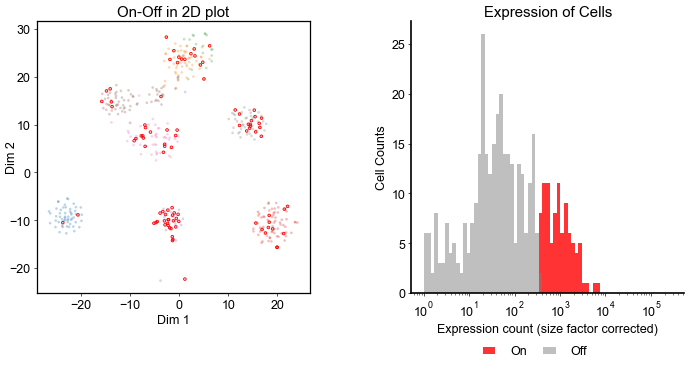 On-Off in 2D plot
30
20
10
0
−10
−20
Dim 2
−20
−10
0
10
20
Dim 1
Expression of Cells
25
20
15
10
5
0
Cell Counts
10^0
10^1
10^2
10^3
10^4
10^5
Expression count (size factor corrected)
On
Off